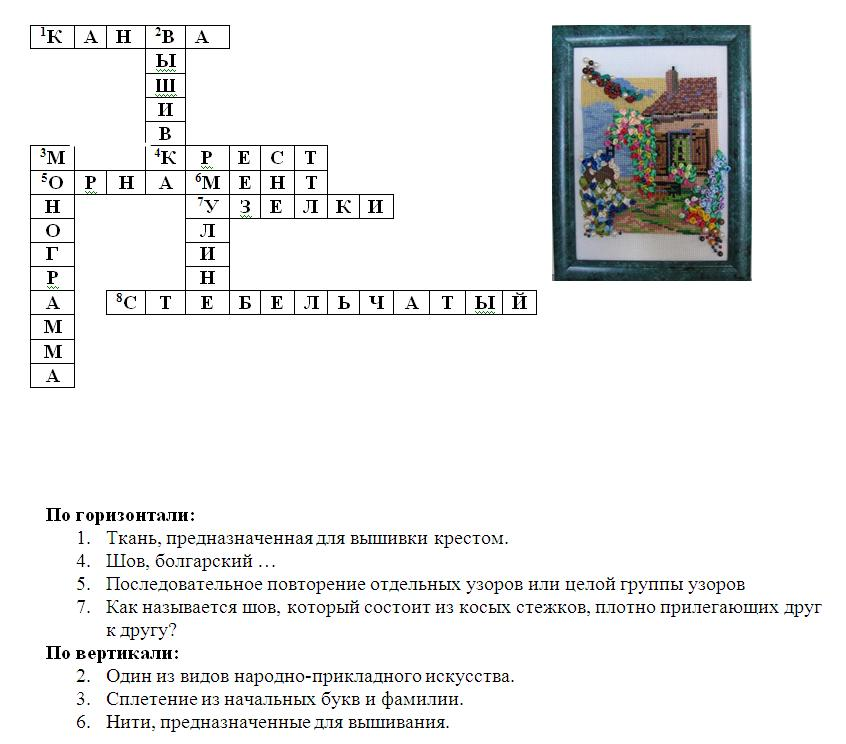 ¹К А Н ²В А
Ы
Ш
И
В
³М ⁴К Р Е С Т
⁵О Р Н А ⁶М Е Н Т
Н ⁷У З Е Л К И
О Л
Г И
Р Н
А ⁸С Т Е Б Е Л Ь Ч А Т Ы Й
М
М
А
По горизонтали:
1. Ткань, предназначенная для вышивки крестом.
4. Шов, болгарский …
5. Последовательное повторение отдельных узоров или целой группы узоров
7. Как называется шов, который состоит из косых стежков, плотно прилегающих друг
к другу?
По вертикали:
2. Один из видов народно-прикладного искусства.
3. Сплетение из начальных букв и фамилии.
6. Нити, предназначенные для вышивания.